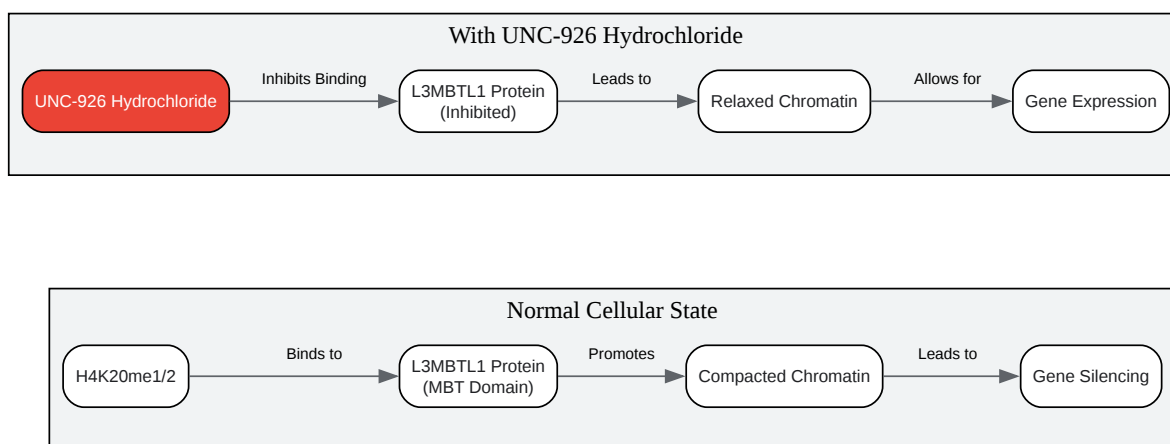 With UNC-926 Hydrochloride
UNC-926 Hydrochloride
Inhibits Binding
L3MBTL1 Protein
(Inhibited)
Leads to
Relaxed Chromatin
Allows for
Gene Expression
Normal Cellular State
H4K20me1/2
Binds to
L3MBTL1 Protein
(MBT Domain)
Promotes
Compacted Chromatin
Leads to
Gene Silencing